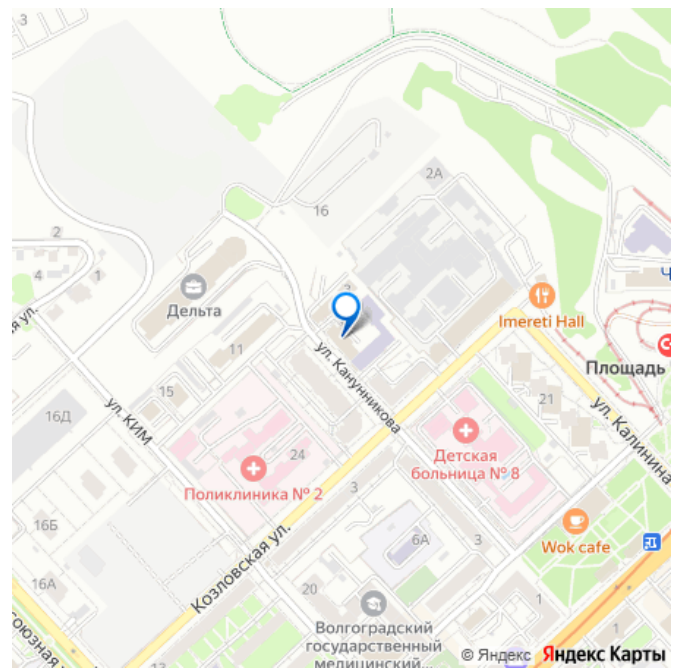 3
2А
16
2
4
1
Ч
Дельта
3
Imereti Hall
ул.
11
Площадь
15
ул. Канунникова
16Д
ул. КИМ
21
ул. Калинина
24
Поликлиника № 2
Детская
больница № 8
3
16Б
Козловская ул.
6А
3
Wok cafe
16А
20
1
Волгоградский
государственный
медицинский...
© Яндекс Яндекс Карты